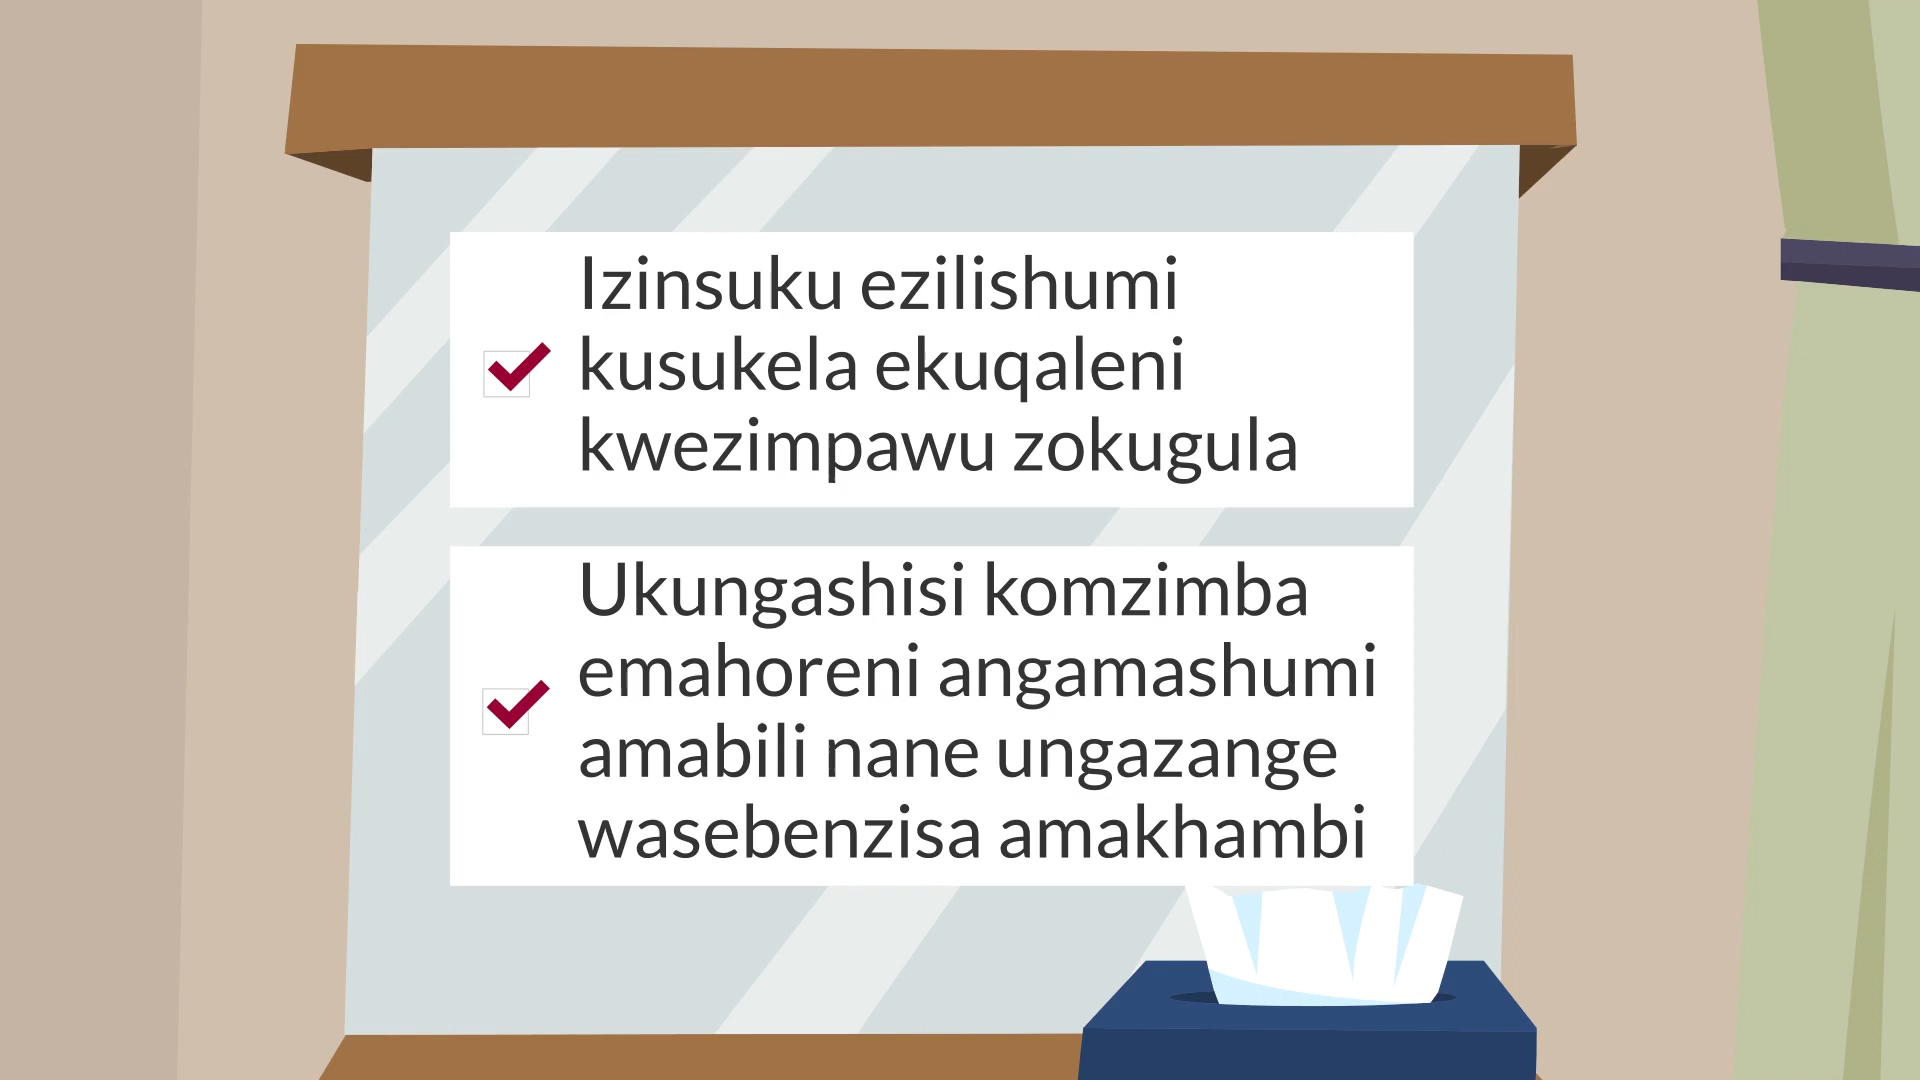 Izinsuku ezilishumi
kusukela ekuqaleni
kwezimpawu zokugula
Ukungashisi komzimba
emahoreni angamashumi
amabili nane ungazange
wasebenzisa amakhambi